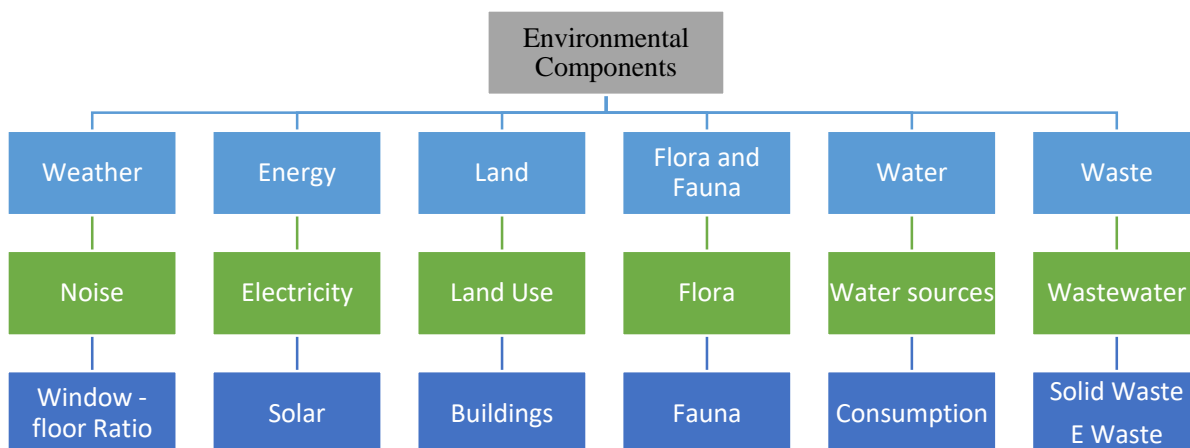 Environmental
Components
Weather
Energy
Land
Flora and
Fauna
Water
Waste
Noise
Electricity
Land Use
Flora
Water sources
Wastewater
Window -
floor Ratio
Solar
Buildings
Fauna
Consumption
Solid Waste
E Waste